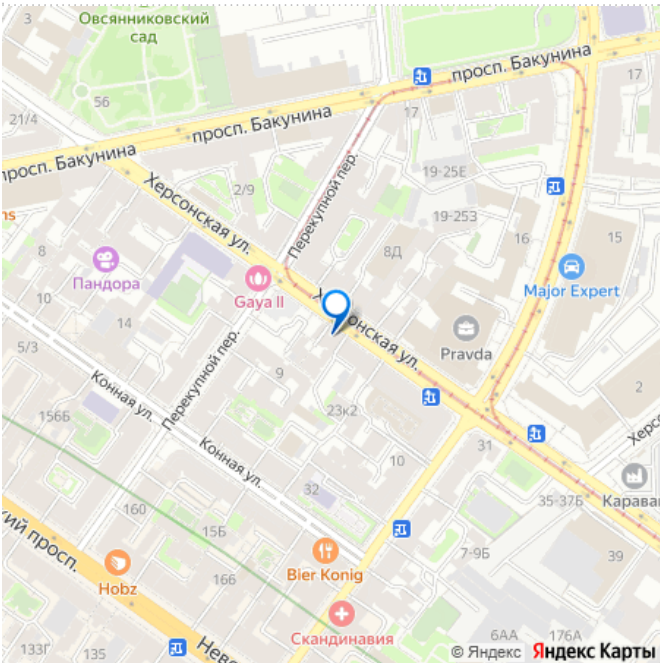 3
Овсянниковский
сад
просп. Бакунина
17
56
17
21/4
просп. Бакунина
просп. Бакунина
19-25Е
2/9
Херсонская ул.
Перекупной пер.
19-253
8
8Д
16
15
Пандора
10
Gaya II
Major Expert
14
Херсонская ул.
Pravda
5/3
Перекупной пер.
9
2
Конная ул.
23к2
156Б
Конная ул.
10
31
32
35-37Б
Карава
160
15Б
7-9Б
166
Bier Konig
39
Hobz
Скандинавия
6АА
176А
133Г
135
© Яндекс
Яндекс Карты